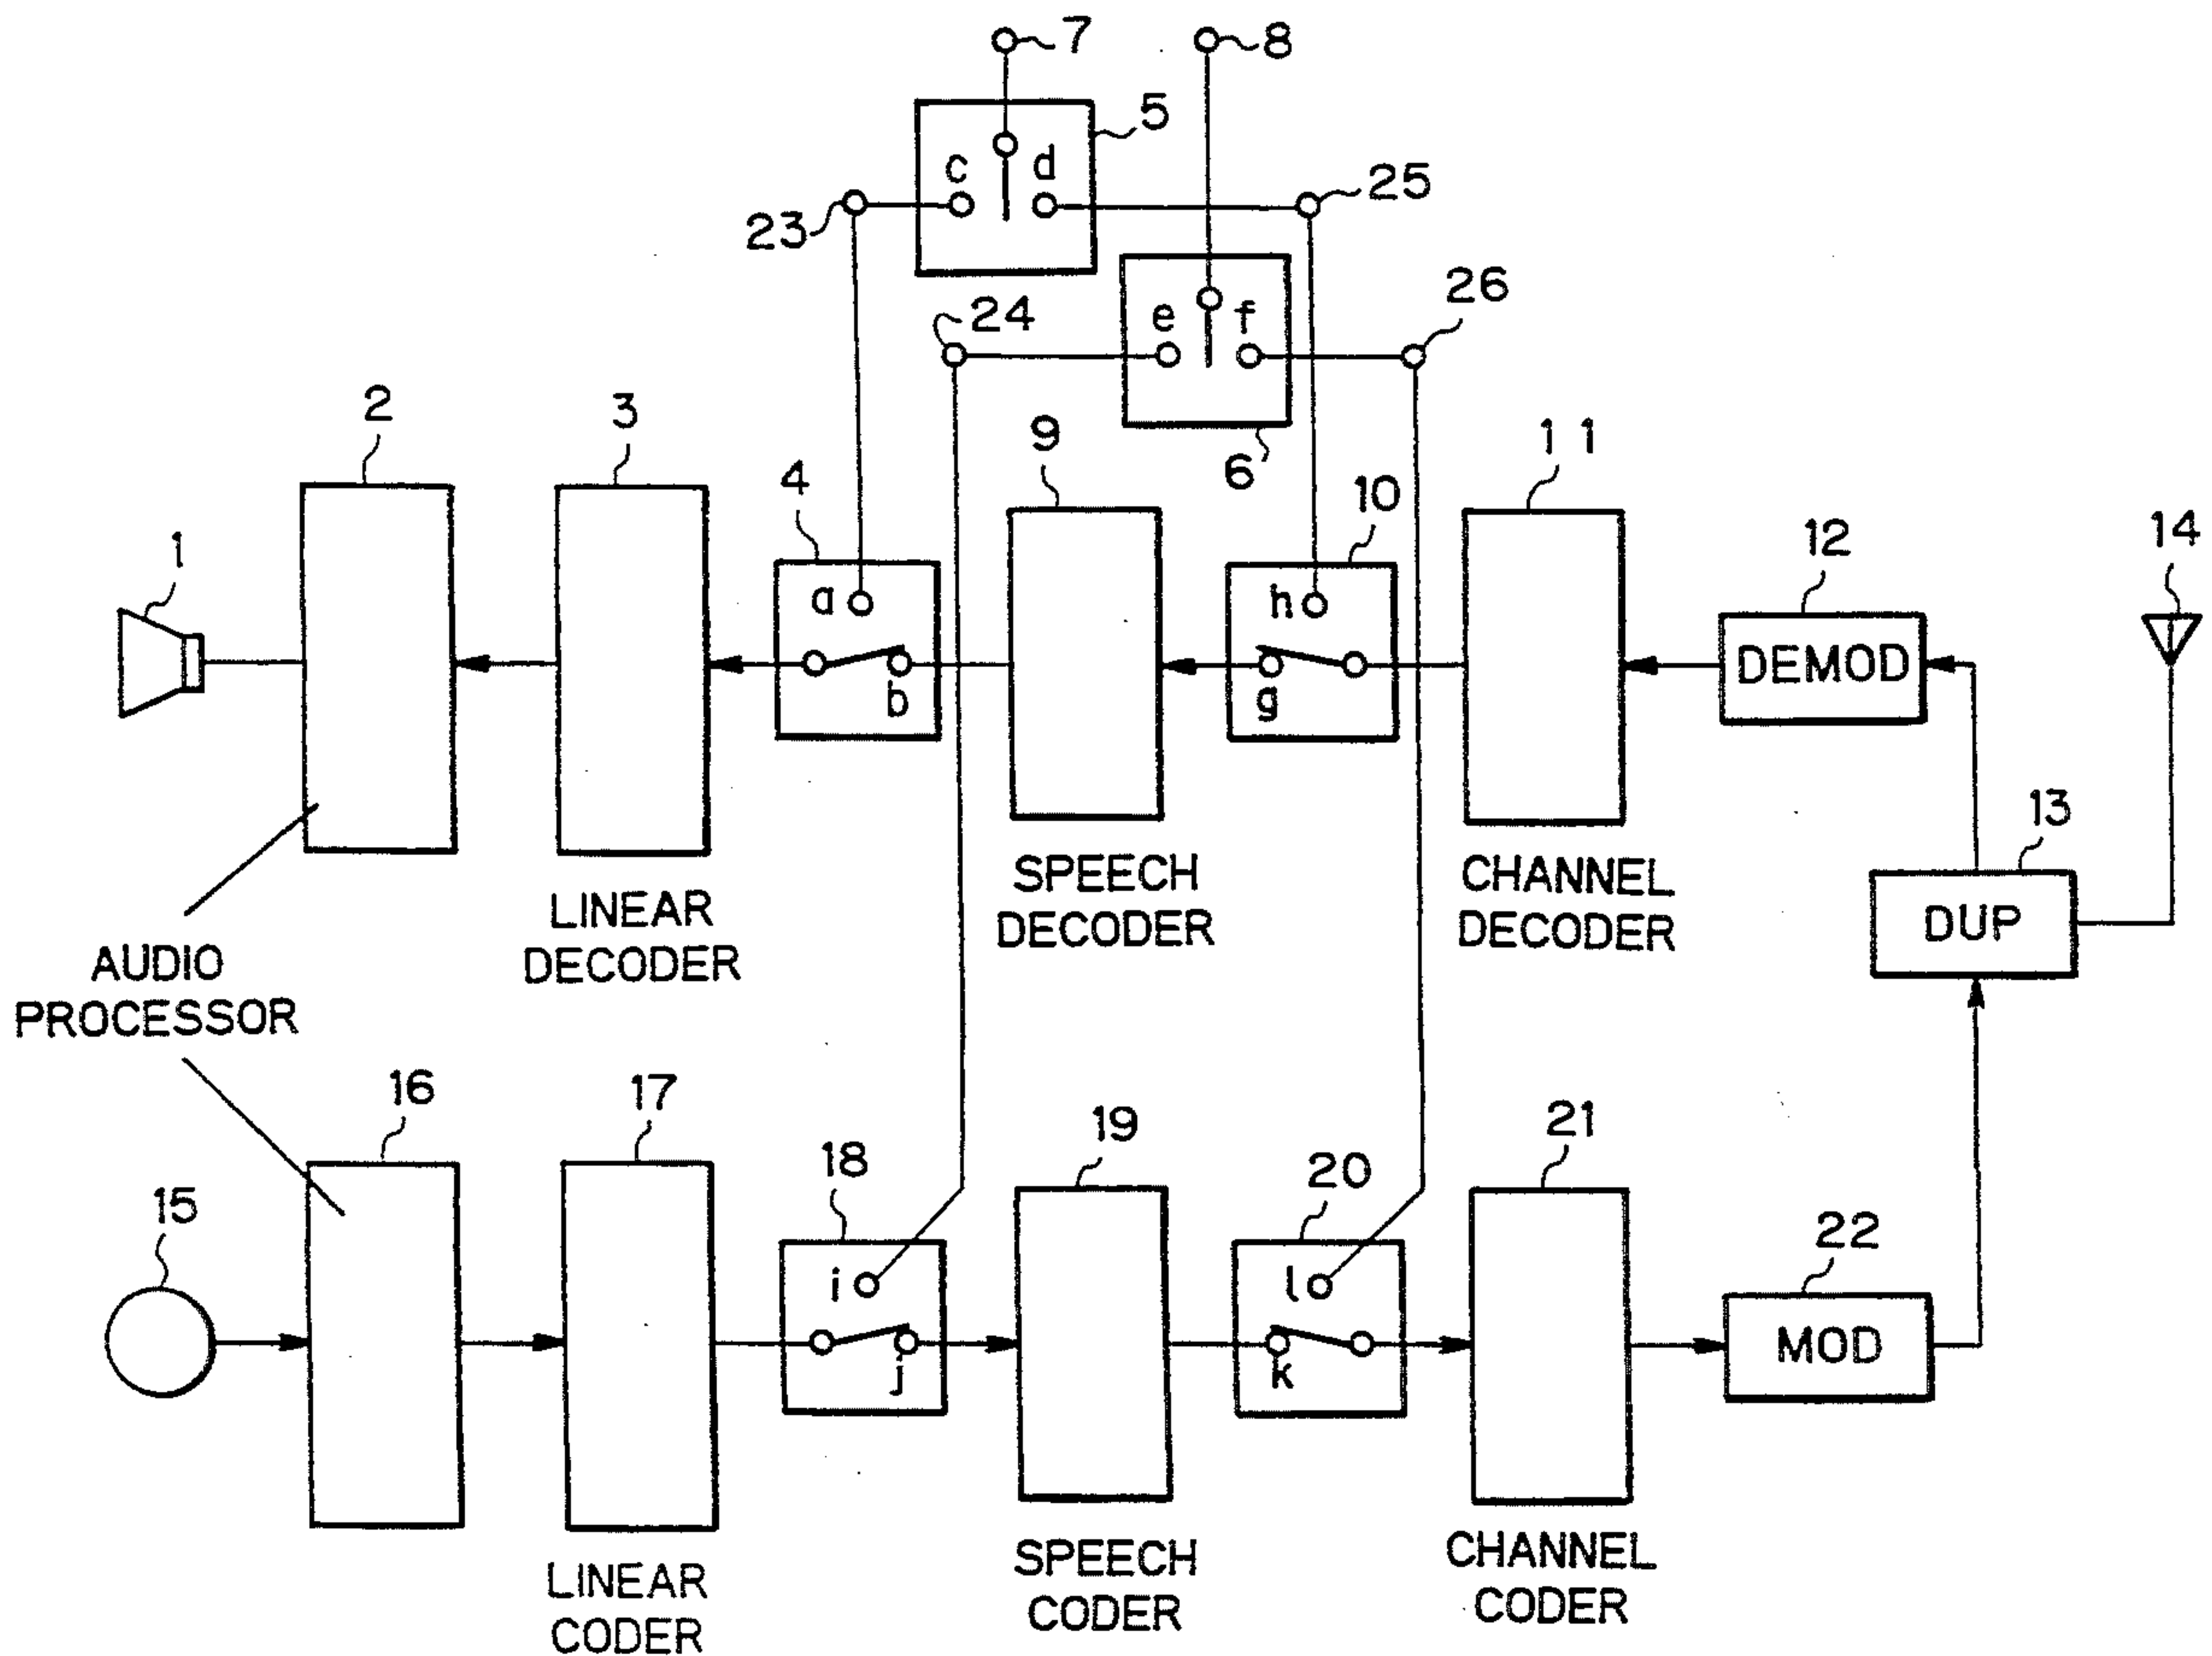 7
8
5
c
d
23
25
24
e
f
26
6
2
3
4
9
10
11
12
14
1
a
b
h
g
DEMOD
13
DUP
SPEECH
DECODER
CHANNEL
DECODER
LINEAR
DECODER
AUDIO
PROCESSOR
16
17
18
19
20
21
22
15
i
j
l
k
MOD
LINEAR
CODER
SPEECH
CODER
CHANNEL
CODER